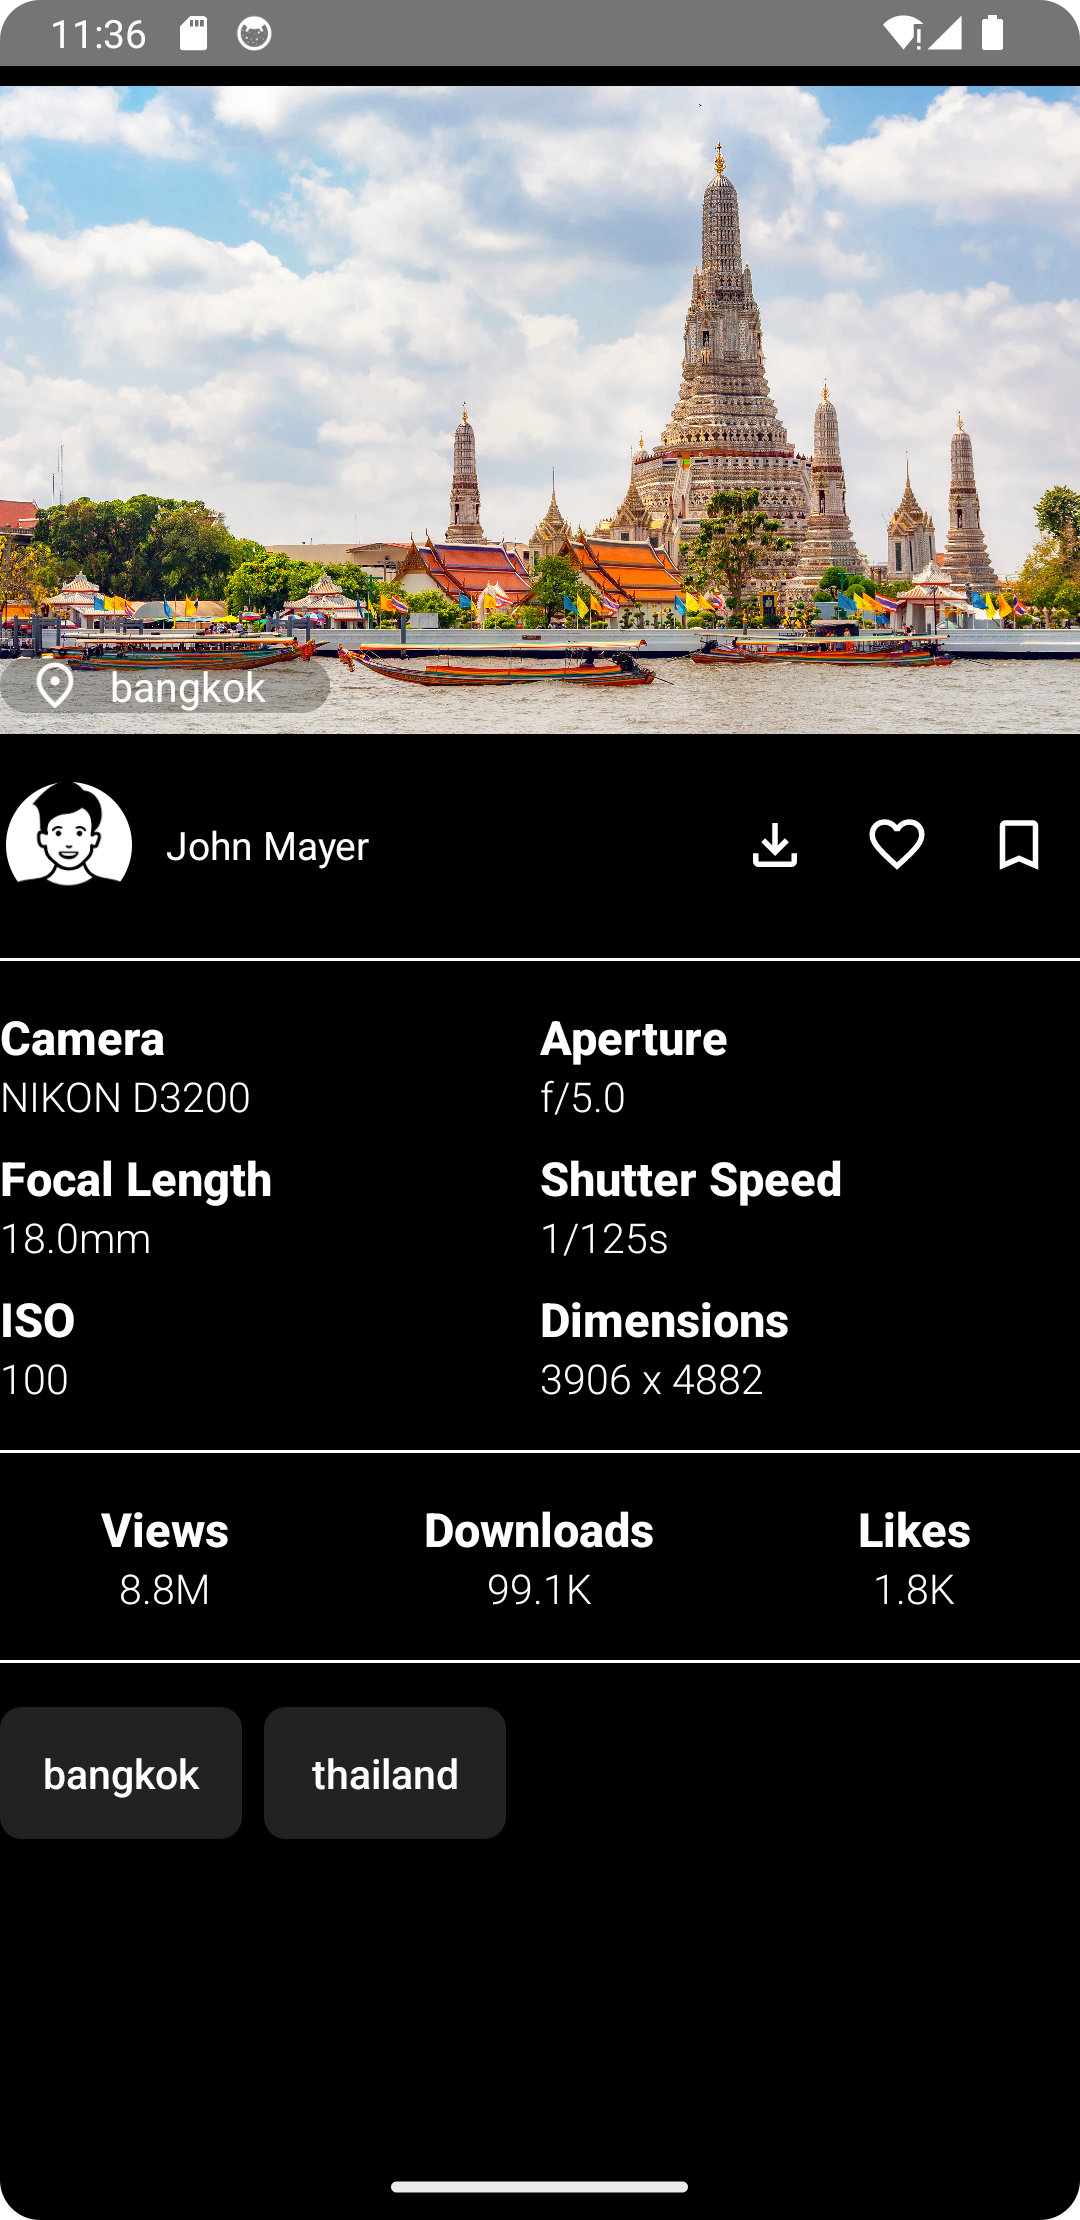 11:36
bangkok
John Mayer
Camera
Aperture
NIKON D3200
f/5.0
Focal Length
Shutter Speed
18.0mm
1/125s
ISO
Dimensions
100
3906 x 4882
Views
Downloads
Likes
8.8M
99.1K
1.8K
bangkok
thailand